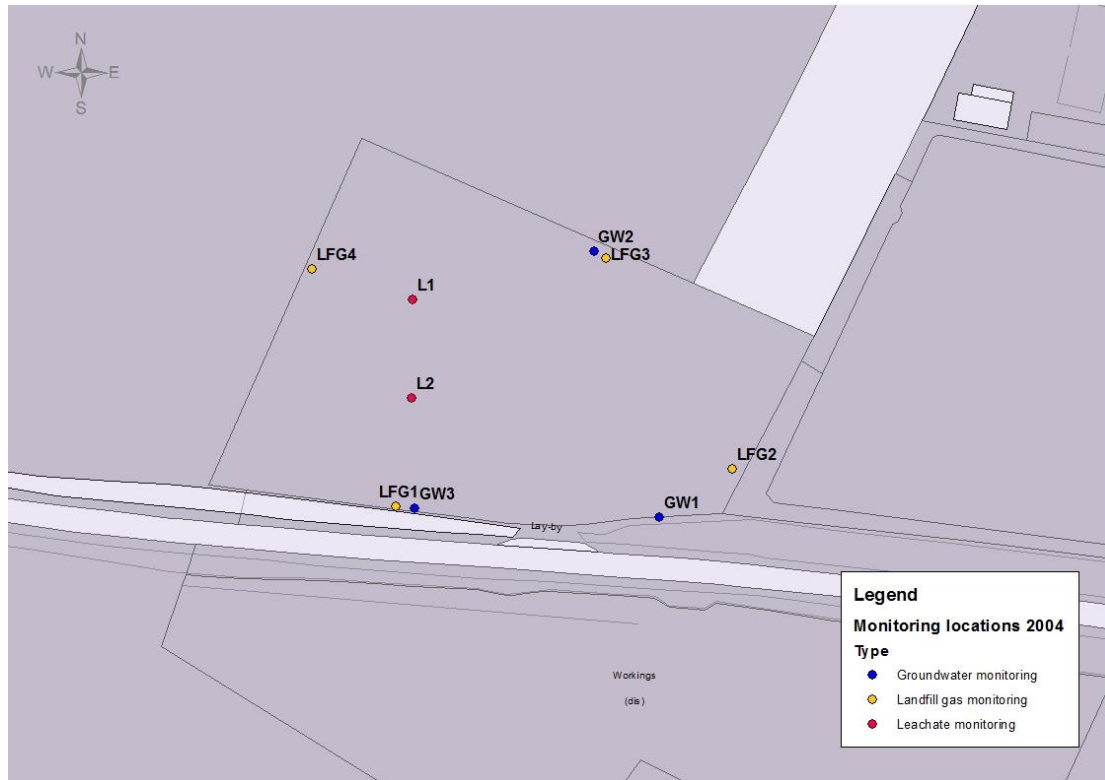 N
W E
S
GW2
LFG3
LFG4
L1
L2
LFG2
LFG1 GW3
GW1
Lay-by
Legend
Monitoring locations 2004
Type
Groundwater monitoring
Landfill gas monitoring
Leachate monitoring
Workings
(dis)